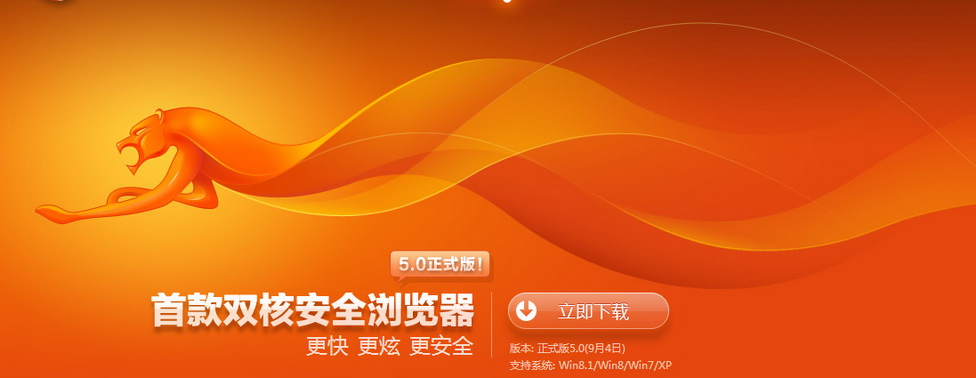 5.0正式版!
首款双核安全浏览器
更快 更炫 更安全
立即下载
版本: 正式版5.0(9月4日)
支持系统: Win8.1/Win8/Win7/XP